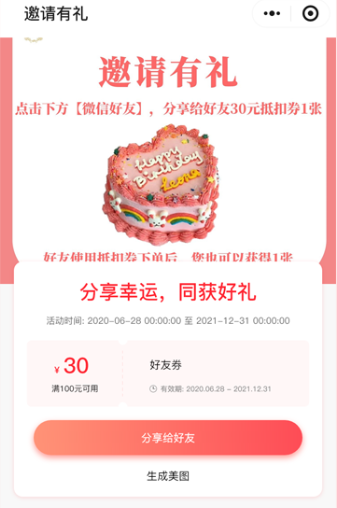 邀请有礼
邀请有礼
点击下方【微信好友】，分享给好友30元抵扣券1张
Happy
Birthday
Leona
好友使用抵扣券下单后，您也可以获得1张
分享幸运，同获好礼
活动时间: 2020-06-28 00:00:00 至 2021-12-31 00:00:00
¥30
好友券
满100元可用
有效期: 2020.06.28 - 2021.12.31
分享给好友
生成美图